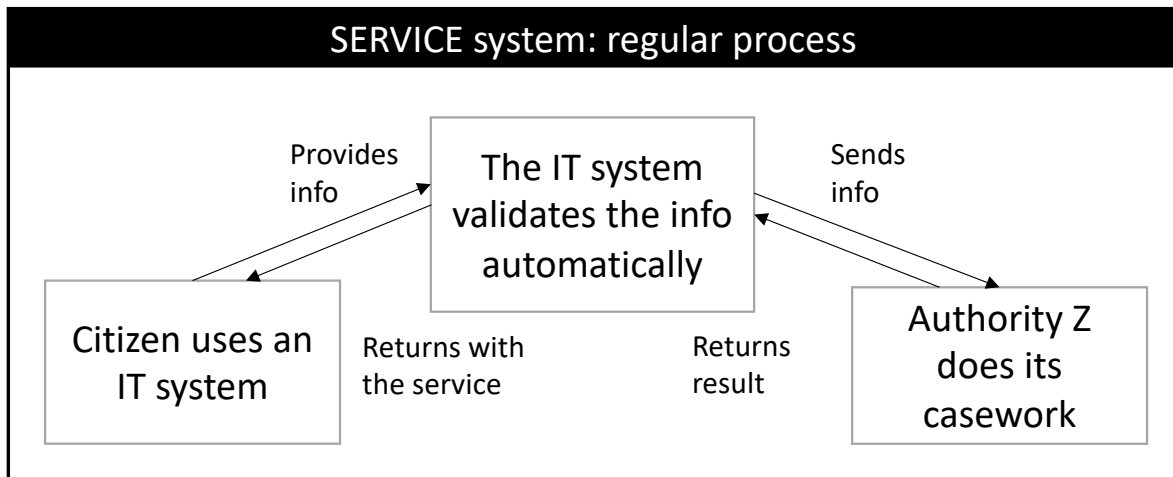 SERVICE system: regular process
Provides
info
The IT system
validates the info
automatically
Sends
info
Citizen uses an
IT system
Returns with
the service
Returns
result
Authority Z
does its
casework